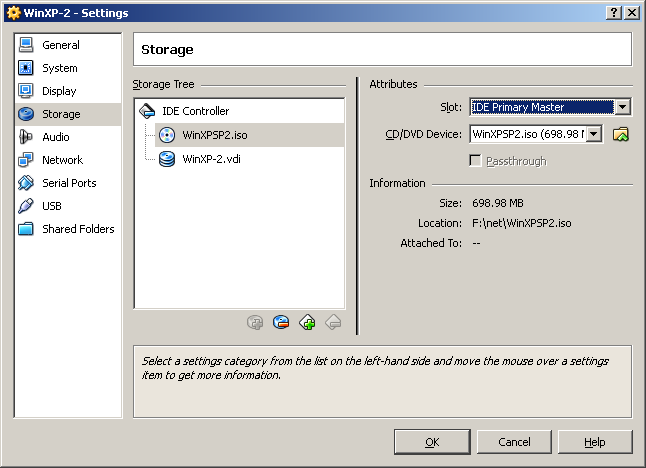 WinXP-2 - Settings
General
System
Display
Storage
Audio
Network
Serial Ports
USB
Shared Folders
Storage
Storage Tree
IDE Controller
WinXPSP2.iso
WinXP-2.vdi
Attributes
Slot: IDE Primary Master
CD/DVD Device: WinXPSP2.iso (698.98 
Passthrough
Information
Size: 698.98 MB
Location: F:\net\WinXPSP2.iso
Attached To: --
Select a settings category from the list on the left-hand side and move the mouse over a settings
item to get more information.
OK Cancel Help